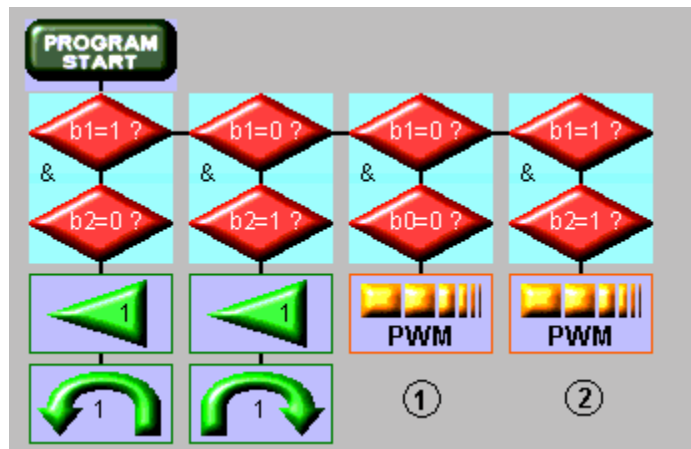 PROGRAM
START
b1=1 ? b1=0 ? b1=0 ? b1=1 ?
& & & &
b2=0 ? b2=1 ? b0=0 ? b2=1 ?
1 1 PWM PWM
1 1 1 2